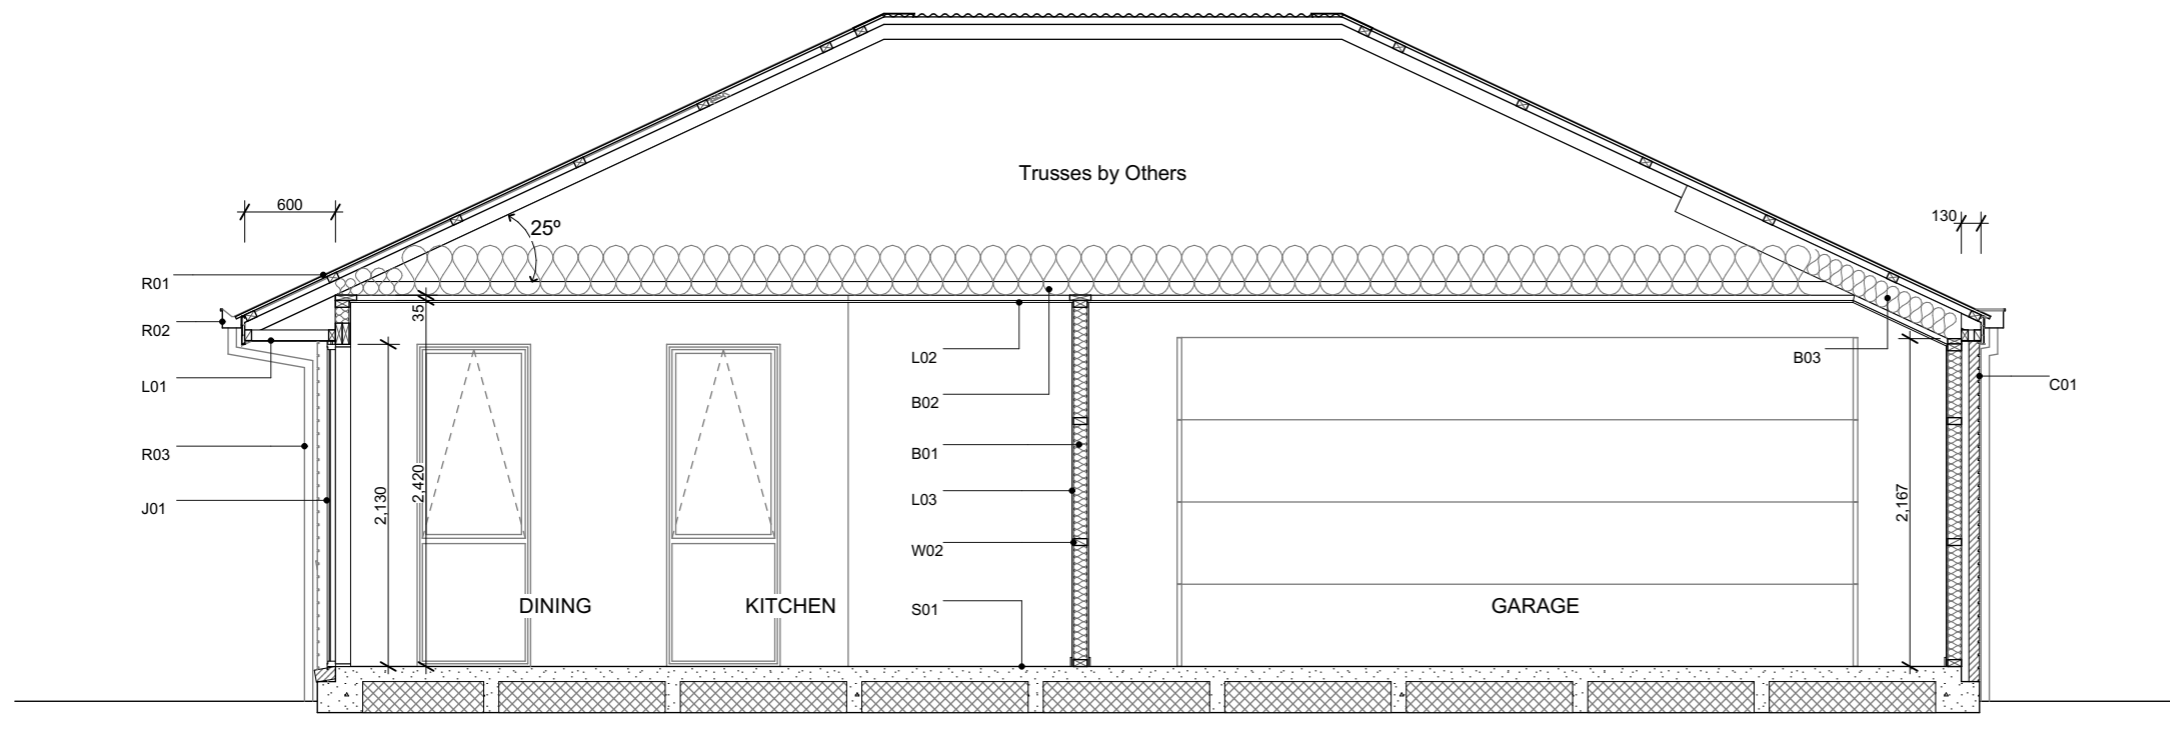 Trusses by Others
600
130
25°
R01
R02
35
L01
L02
B03
C01
B02
R03
B01
2,130
2,420
L03
2,167
J01
W02
DINING
KITCHEN
S01
GARAGE